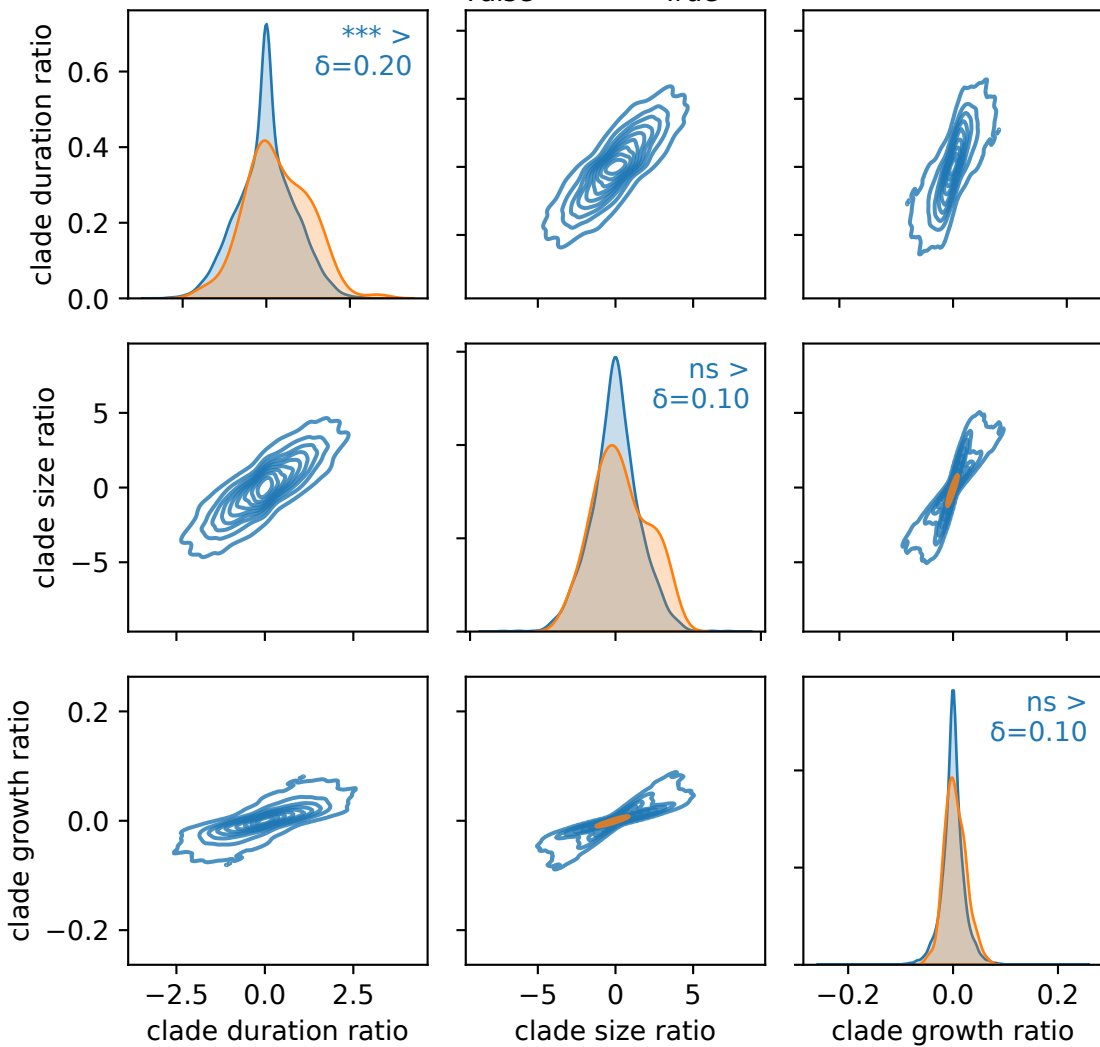 clade duration ratio
0.6
0.4
0.2
0.0
*** >
δ=0.20
clade size ratio
5
0
−5
ns >
δ=0.10
clade growth ratio
0.2
0.0
−0.2
ns >
δ=0.10
−2.5 0.0 2.5
clade duration ratio
−5 0 5
clade size ratio
−0.2 0.0 0.2
clade growth ratio